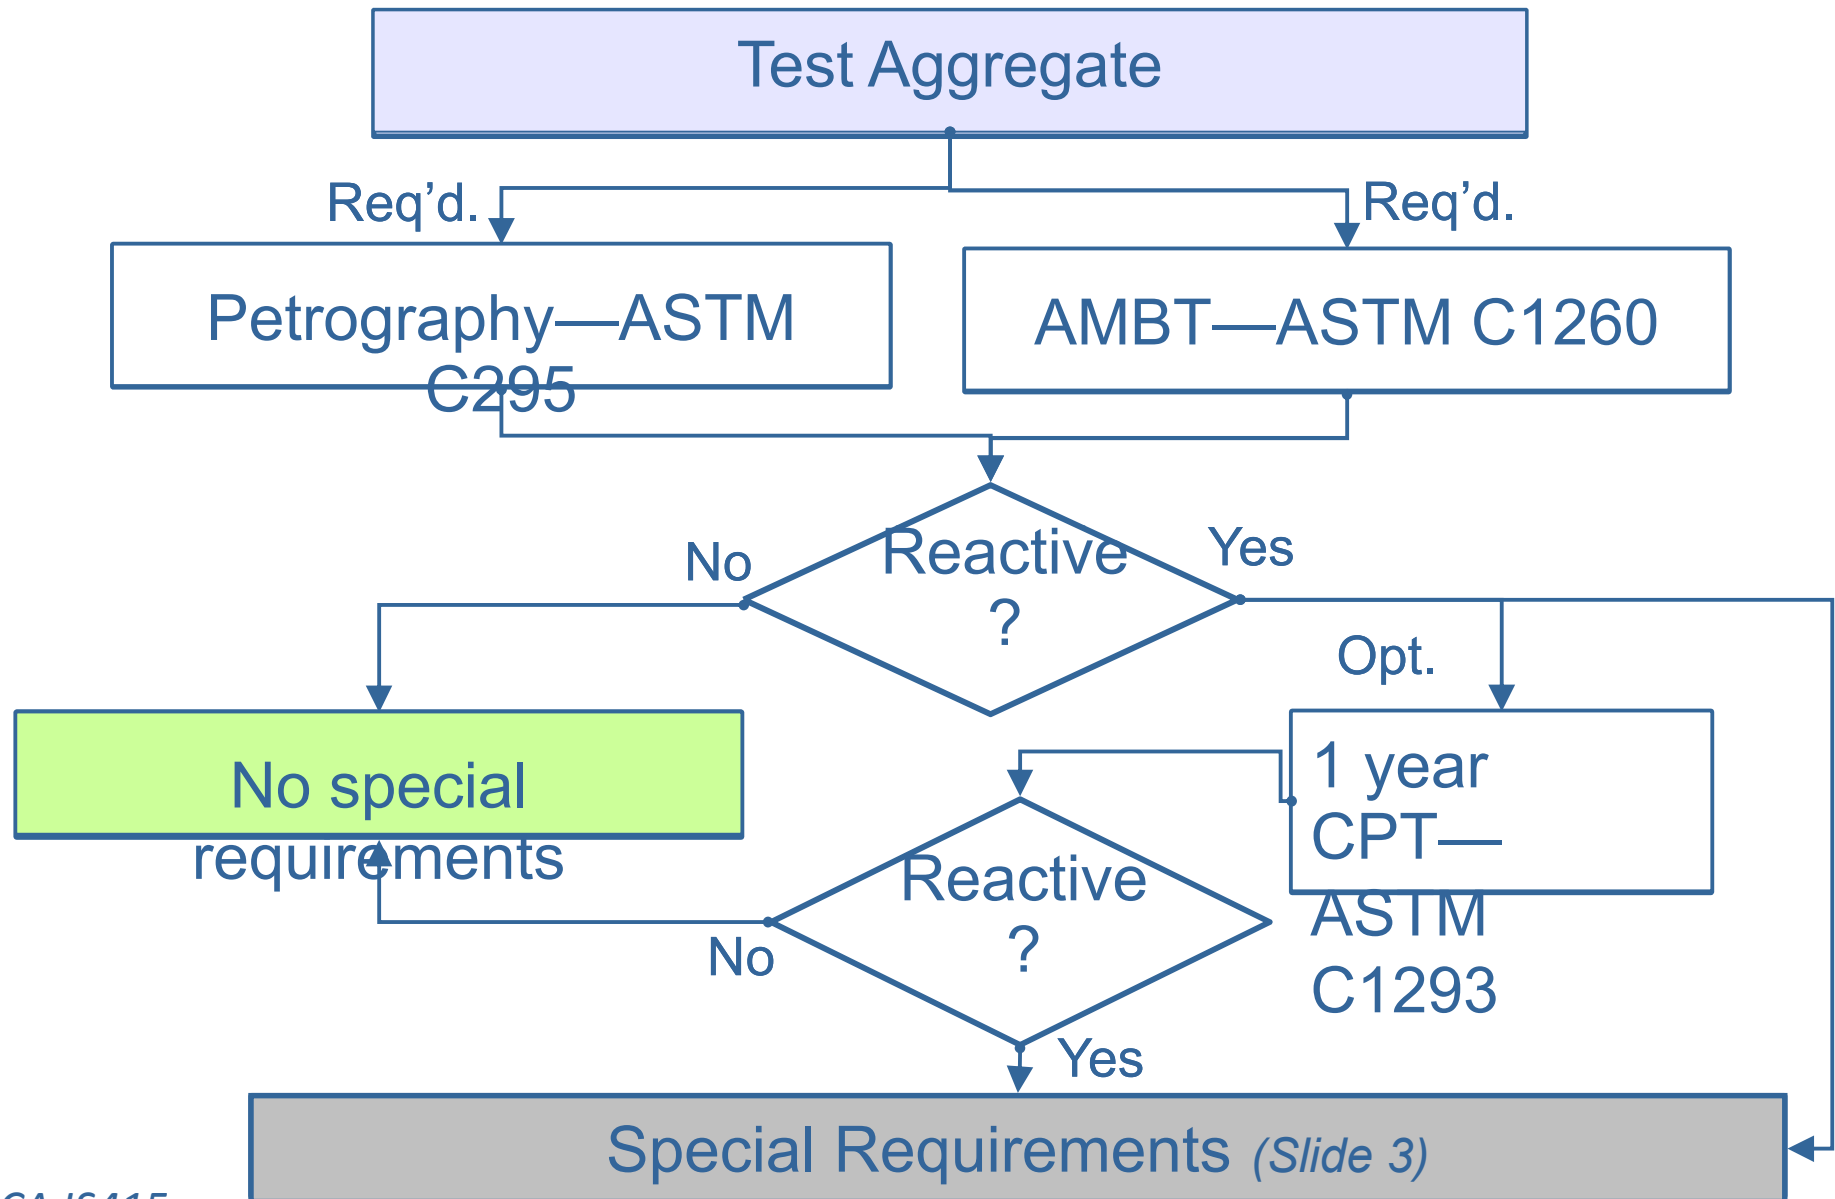 Test Aggregate
Req’d.
Req’d.
Petrography—ASTM
C295
AMBT—ASTM C1260
Reactive
?
No
Yes
Opt.
No special
requirements
1 year
CPT—
ASTM
C1293
Reactive
?
No
Yes
Special Requirements (Slide 3)